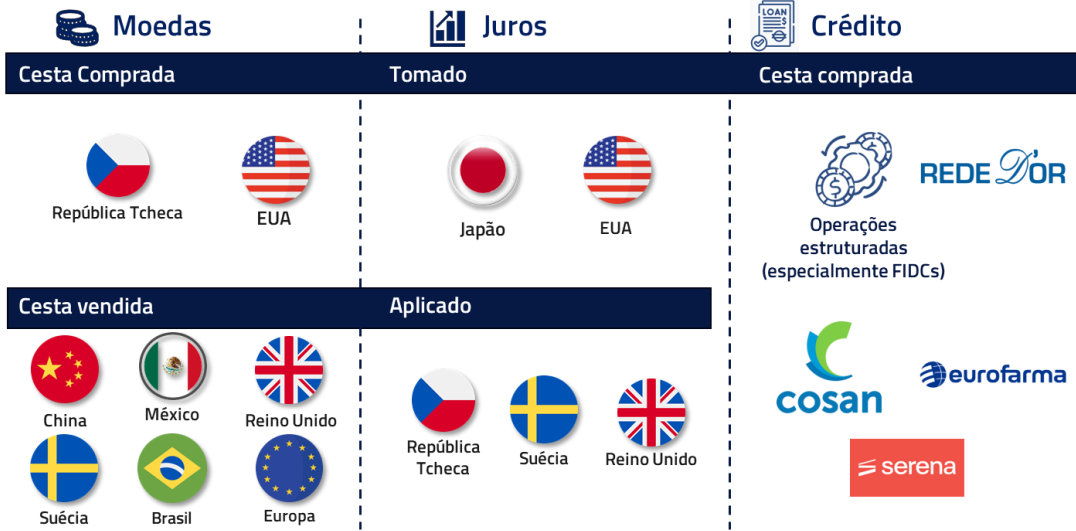 Moedas
Juros
Crédito
Cesta Comprada
Tomado
Cesta comprada
República Tcheca
EUA
Japão
EUA
Operações
estruturadas
(especialmente FIDCs)
LOAN
REDE D'OR
Cesta vendida
Aplicado
China
México
Reino Unido
Suécia
Brasil
Europa
República
Tcheca
Suécia
Reino Unido
cosan
eurofarma
serena